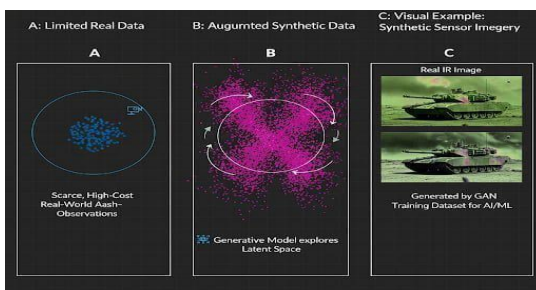 A: Limited Real Data
A
Scarce, High-Cost
Real-World Aash-
Observations
B: Augurnted Synthetic Data
B
Generative Model explores
Latent Space
C: Visual Example:
Synthetic Sensor Imegery
C
Real IR Image
Generated by GAN
Training Dataset for AI/ML